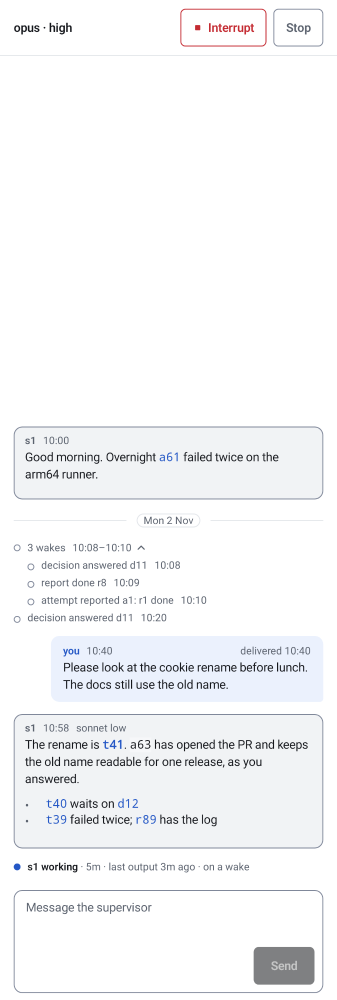 opus · high
Interrupt
Stop
s1 10:00
Good morning. Overnight a61 failed twice on the
arm64 runner.
Mon 2 Nov
3 wakes 10:08–10:10
decision answered d11 10:08
report done r8 10:09
attempt reported a1: r1 done 10:10
decision answered d11 10:20
you 10:40 delivered 10:40
Please look at the cookie rename before lunch.
The docs still use the old name.
s1 10:58 sonnet low
The rename is t41. a63 has opened the PR and keeps
the old name readable for one release, as you
answered.
• t40 waits on d12
• t39 failed twice; r89 has the log
s1 working · 5m · last output 3m ago · on a wake
Message the supervisor
Send